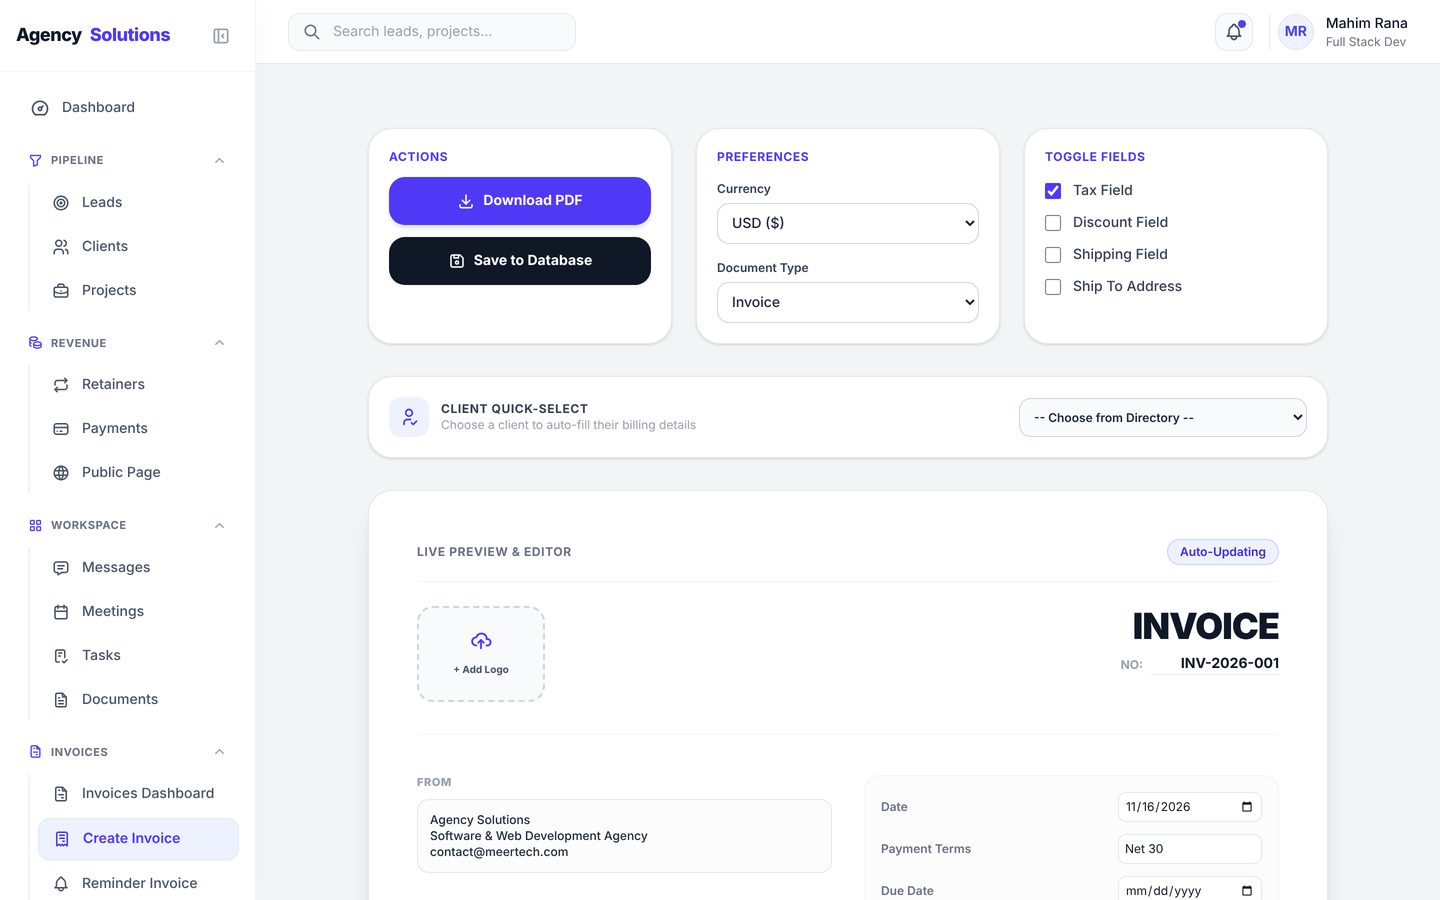 Agency Solutions
Search leads, projects...
MR
Mahim Rana
Full Stack Dev
Dashboard
PIPELINE
Leads
Clients
Projects
REVENUE
Retainers
Payments
Public Page
WORKSPACE
Messages
Meetings
Tasks
Documents
INVOICES
Invoices Dashboard
Create Invoice
Reminder Invoice
ACTIONS
Download PDF
Save to Database
PREFERENCES
Currency
USD ($)
Document Type
Invoice
TOGGLE FIELDS
Tax Field
Discount Field
Shipping Field
Ship To Address
CLIENT QUICK-SELECT
Choose a client to auto-fill their billing details
-- Choose from Directory --
LIVE PREVIEW & EDITOR
Auto-Updating
+ Add Logo
INVOICE
NO: INV-2026-001
FROM
Agency Solutions
Software & Web Development Agency
contact@meertech.com
Date 11/16/2026
Payment Terms Net 30
Due Date mm/dd/yyyy